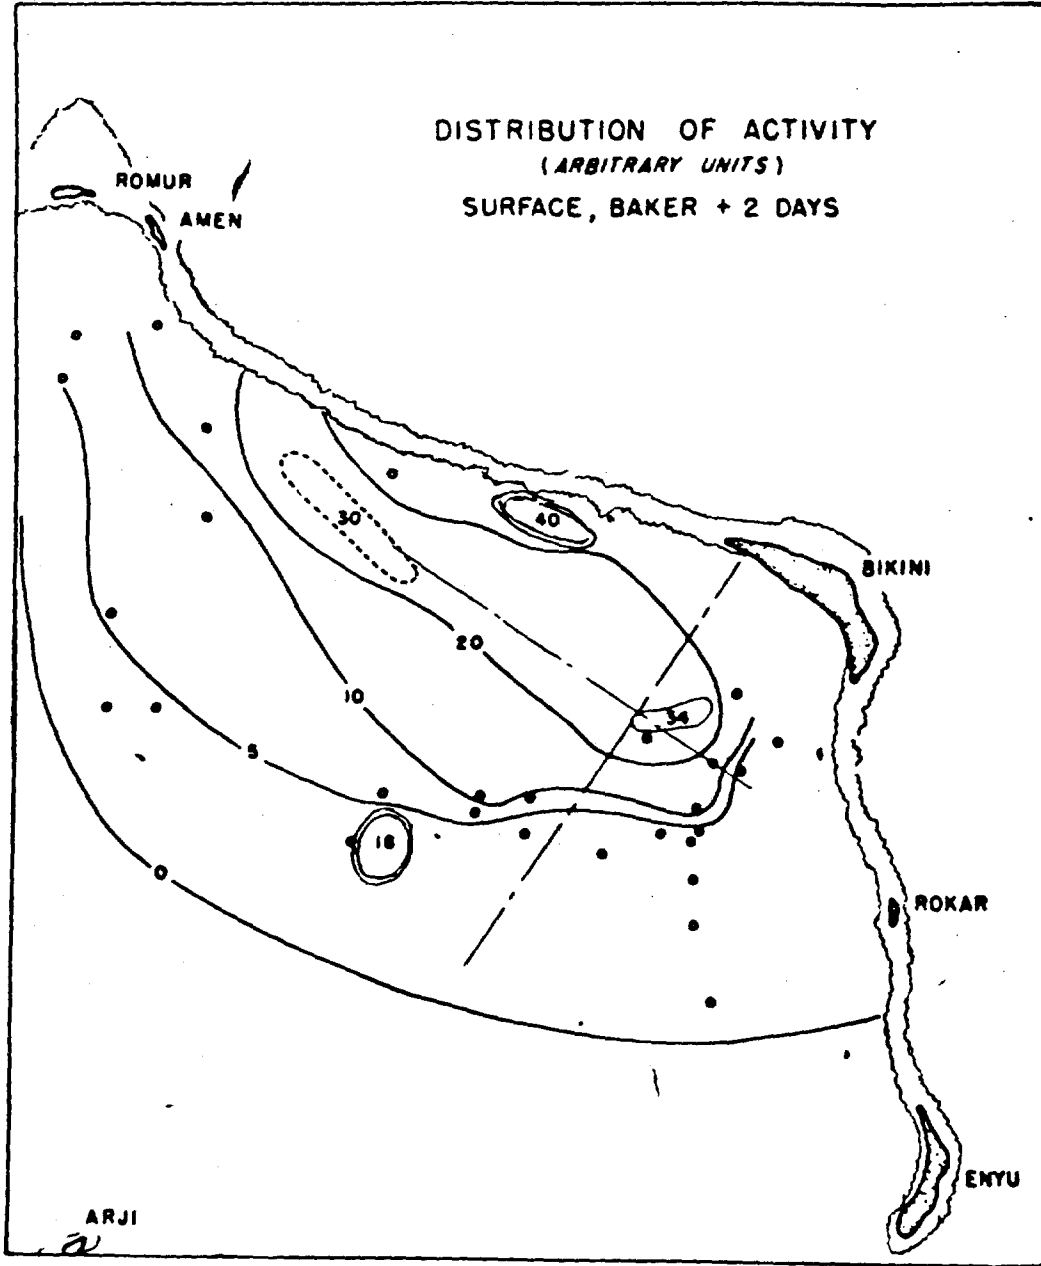 DISTRIBUTION OF ACTIVITY
(ARBITRARY UNITS)
SURFACE, BAKER + 2 DAYS
ROMUR
AMEN
30
40
BIKINI
20
10
34
5
18
0
ROKAR
ENYU
ARJI